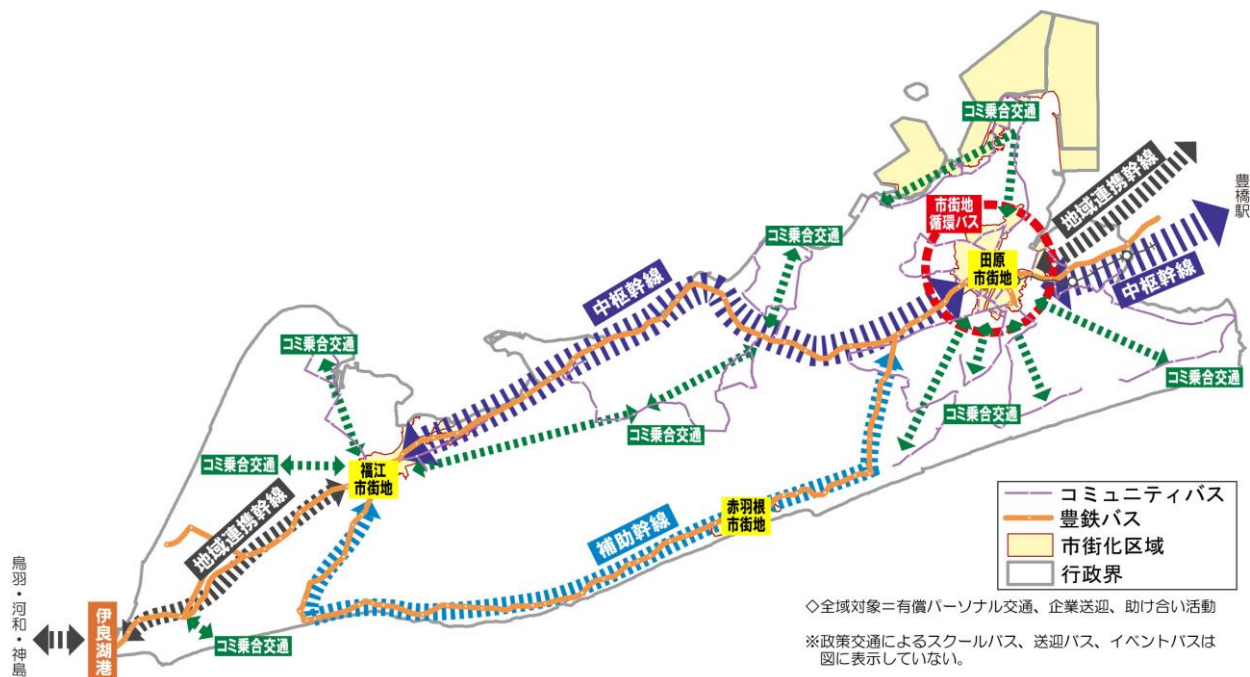 コミ乗合交通
地域連携幹線
豊橋駅
市街地
循環バス
田原
市街地
中枢幹線
コミ乗合交通
中枢幹線
コミ乗合交通
コミ乗合交通
コミ乗合交通
コミ乗合交通
コミ乗合交通
福江
市街地
赤羽根
市街地
補助幹線
地域連携幹線
鳥羽・河和・神島
伊良湖港
コミ乗合交通
コミュニティバス
豊鉄バス
市街化区域
行政界
◇全域対象＝有償パーソナル交通、企業送迎、助け合い活動
※政策交通によるスクールバス、送迎バス、イベントバスは
図に表示していない。